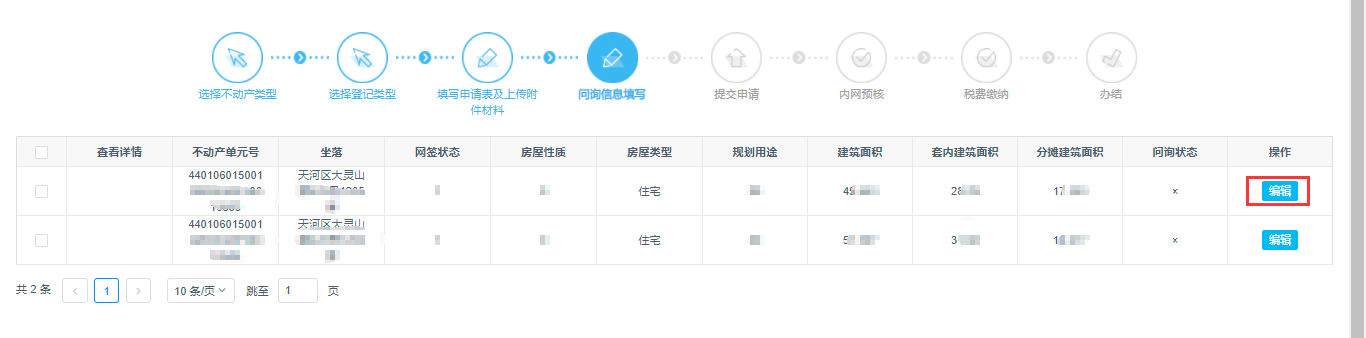 选择不动产类型
选择登记类型
填写申请表及上传附
件材料
问询信息填写
提交申请
内网预核
税费缴纳
办结
查看详情 不动产单元号 坐落 网签状态 房屋性质 房屋类型 规划用途 建筑面积 套内建筑面积 分摊建筑面积 问询状态 操作
440106015001 天河区大灵山
住宅 × 编辑
440106015001 天河区大灵山
住宅 × 编辑
共 2 条 < 1 > 10 条/页 跳至 1 页